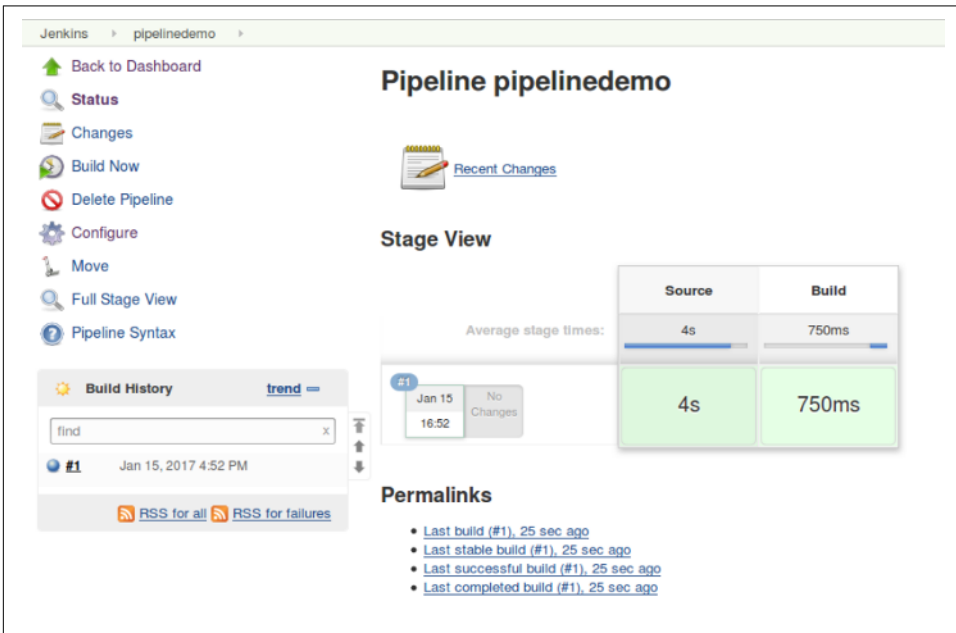 Jenkins pipelinedemo
Back to Dashboard
Status
Changes
Build Now
Delete Pipeline
Configure
Move
Full Stage View
Pipeline Syntax
Build History trend
find x
#1 Jan 15, 2017 4:52 PM
RSS for all RSS for failures
Pipeline pipelinedemo
Recent Changes
Stage View
Source Build
Average stage times: 4s 750ms
#1
Jan 15
16:52
No
Changes
4s 750ms
Permalinks
Last build (#1), 25 sec ago
Last stable build (#1), 25 sec ago
Last successful build (#1), 25 sec ago
Last completed build (#1), 25 sec ago